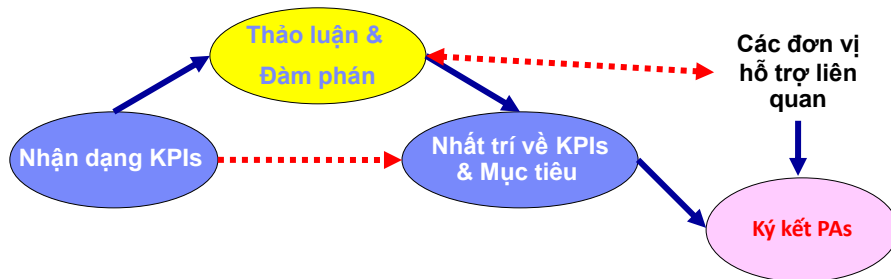 Thảo luận &
Đàm phán
Các đơn vị
hỗ trợ liên
quan
Nhận dạng KPIs
Nhất trí về KPIs
& Mục tiêu
Ký kết PAs